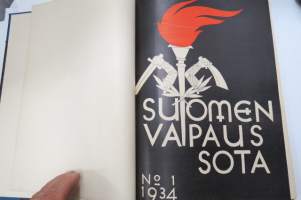 SUOMEN
VAPAUS
SOTA
No 1
1934